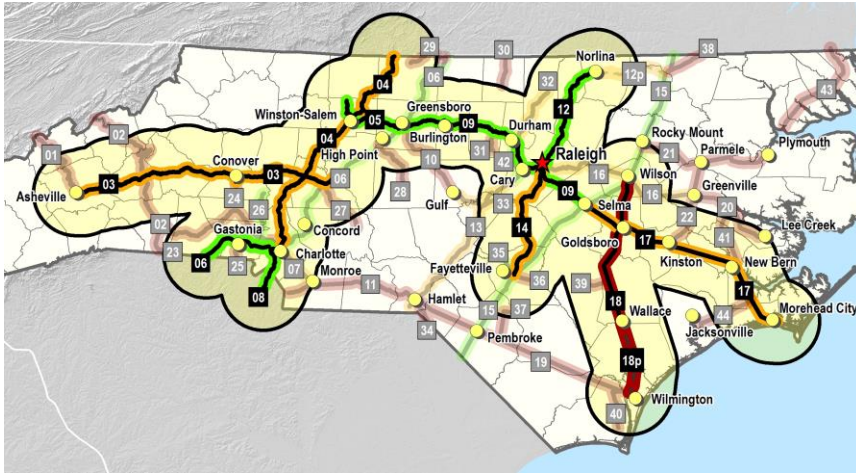 29
30
38
Norlina
04
06
32
12p
15
43
Winston-Salem
05
Greensboro
12
01
02
04
09
Durham
Rocky Mount
Burlington
31
Parmele
Plymouth
High Point
42
Raleigh
21
Conover
Cary
Wilson
03
03
06
10
16
Asheville
28
09
16
Greenville
24
26
27
Gulf
33
Selma
20
02
Gastonia
Concord
13
14
22
41
Lee Creek
23
Goldsboro
17
06
25
Charlotte
35
Kinston
New Bern
07
Monroe
Fayetteville
36
39
08
11
17
Hamlet
18
15
37
Wallace
44
Morehead City
34
Pembroke
Jacksonville
19
18p
40
Wilmington